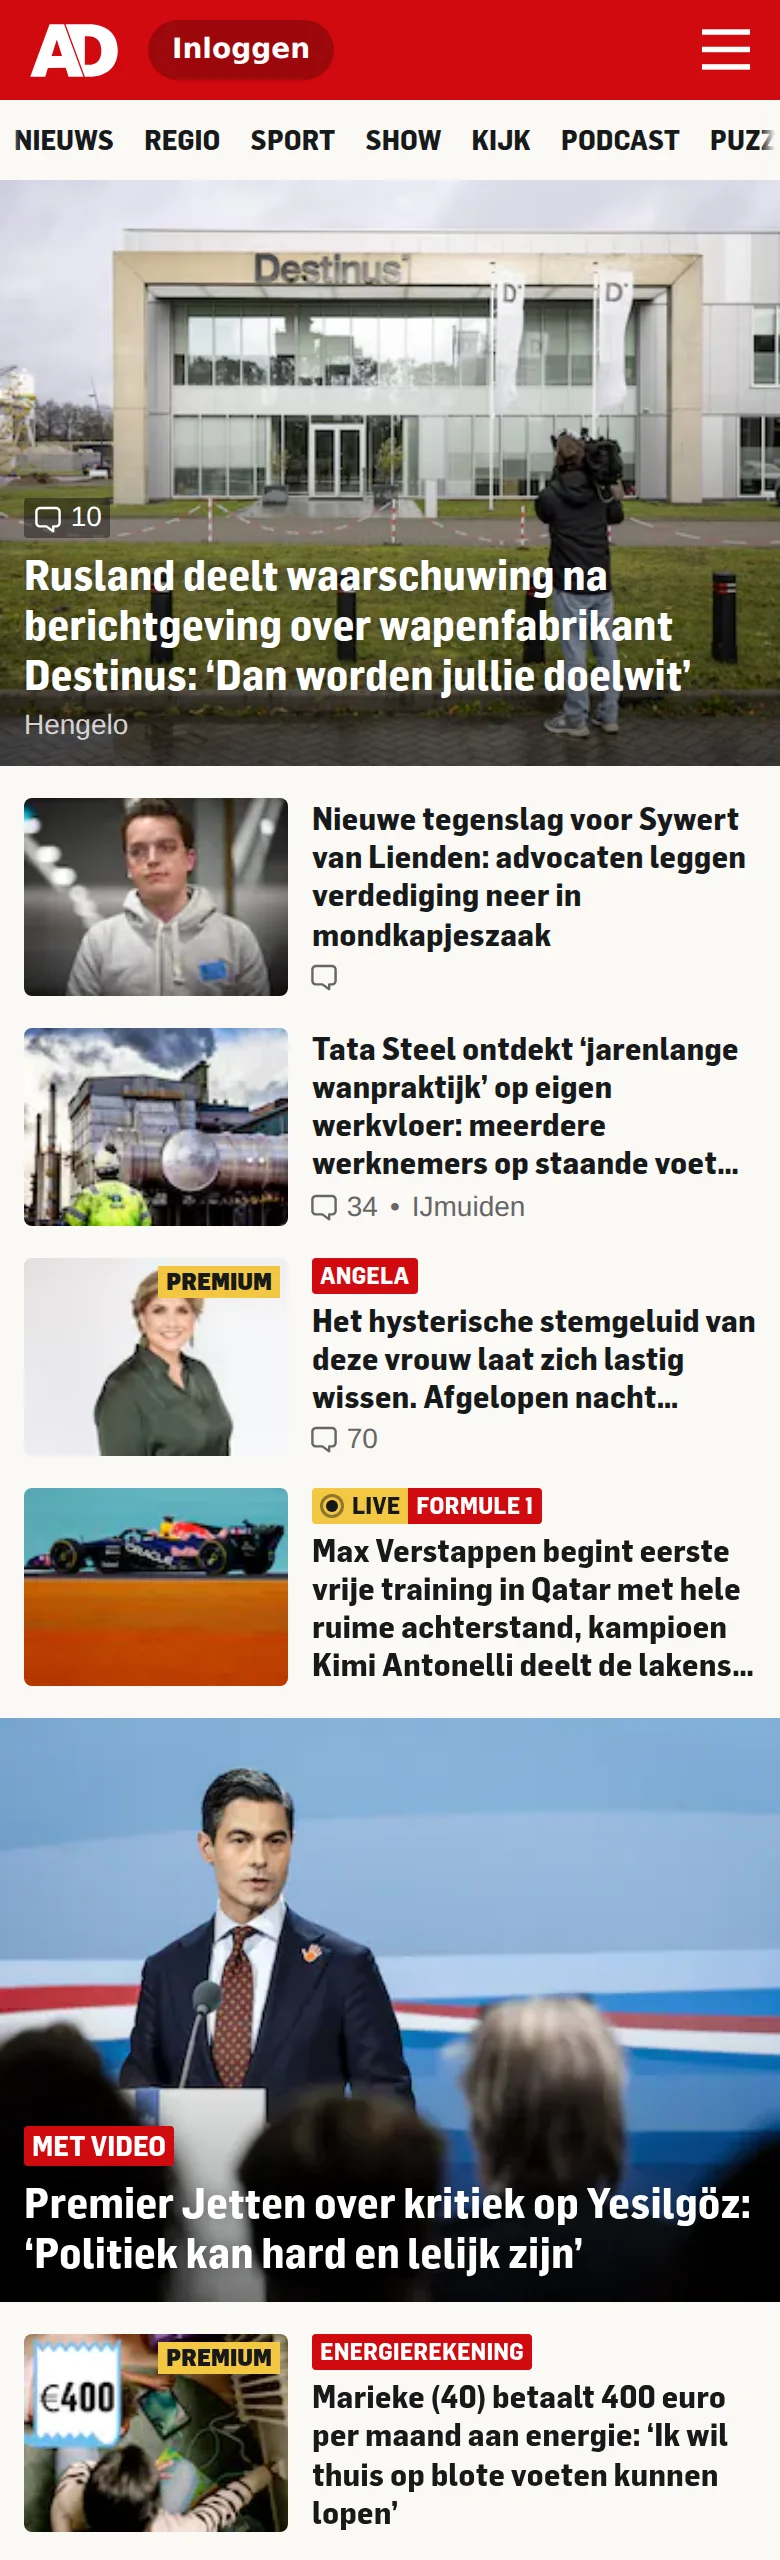 AD
Inloggen
NIEUWS REGIO SPORT SHOW KIJK PODCAST PUZZ
Destinus
D
D
10
Rusland deelt waarschuwing na
berichtgeving over wapenfabrikant
Destinus: ‘Dan worden jullie doelwit’
Hengelo
Nieuwe tegenslag voor Sywert
van Lienden: advocaten leggen
verdediging neer in
mondkapjeszaak
Tata Steel ontdekt ‘jarenlange
wanpraktijk’ op eigen
werkvloer: meerdere
werknemers op staande voet...
34 • IJmuiden
PREMIUM
ANGELA
Het hysterische stemgeluid van
deze vrouw laat zich lastig
wissen. Afgelopen nacht...
70
ORACLE
LIVE FORMULE 1
Max Verstappen begint eerste
vrije training in Qatar met hele
ruime achterstand, kampioen
Kimi Antonelli deelt de lakens...
MET VIDEO
Premier Jetten over kritiek op Yesilgöz:
‘Politiek kan hard en lelijk zijn’
PREMIUM
€400
ENERGIEREKENING
Marieke (40) betaalt 400 euro
per maand aan energie: ‘Ik wil
thuis op blote voeten kunnen
lopen’